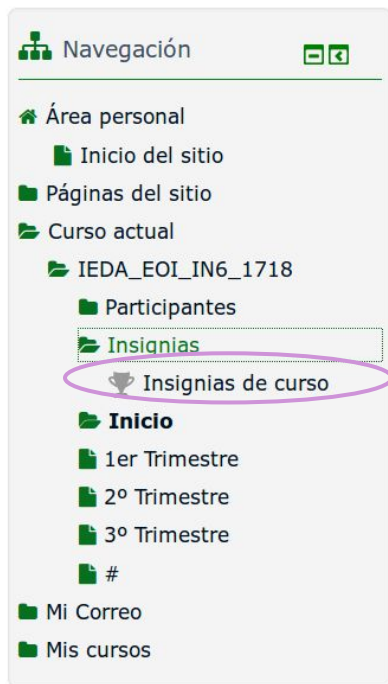 Navegación
Área personal
Inicio del sitio
Páginas del sitio
Curso actual
IEDA_EOI_IN6_1718
Participantes
Insignias
Insignias de curso
Inicio
1er Trimestre
2º Trimestre
3º Trimestre
#
Mi Correo
Mis cursos